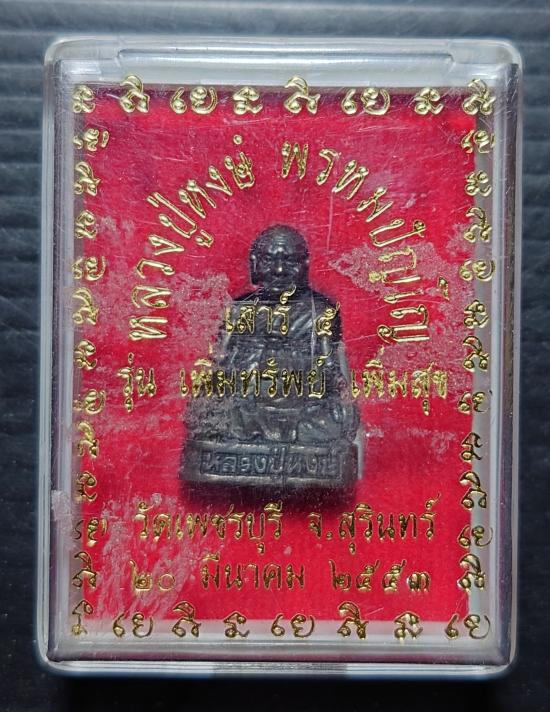 หลวงปู่หงษ์ พรหมปัญโญ
เสาร์ ๕
รุ่น เพิ่มทรัพย์ เพิ่มสุข
หลวงปู่หงษ์
วัดเพชรบุรี จ.สุรินทร์
๒๐ มีนาคม ๒๕๕๓